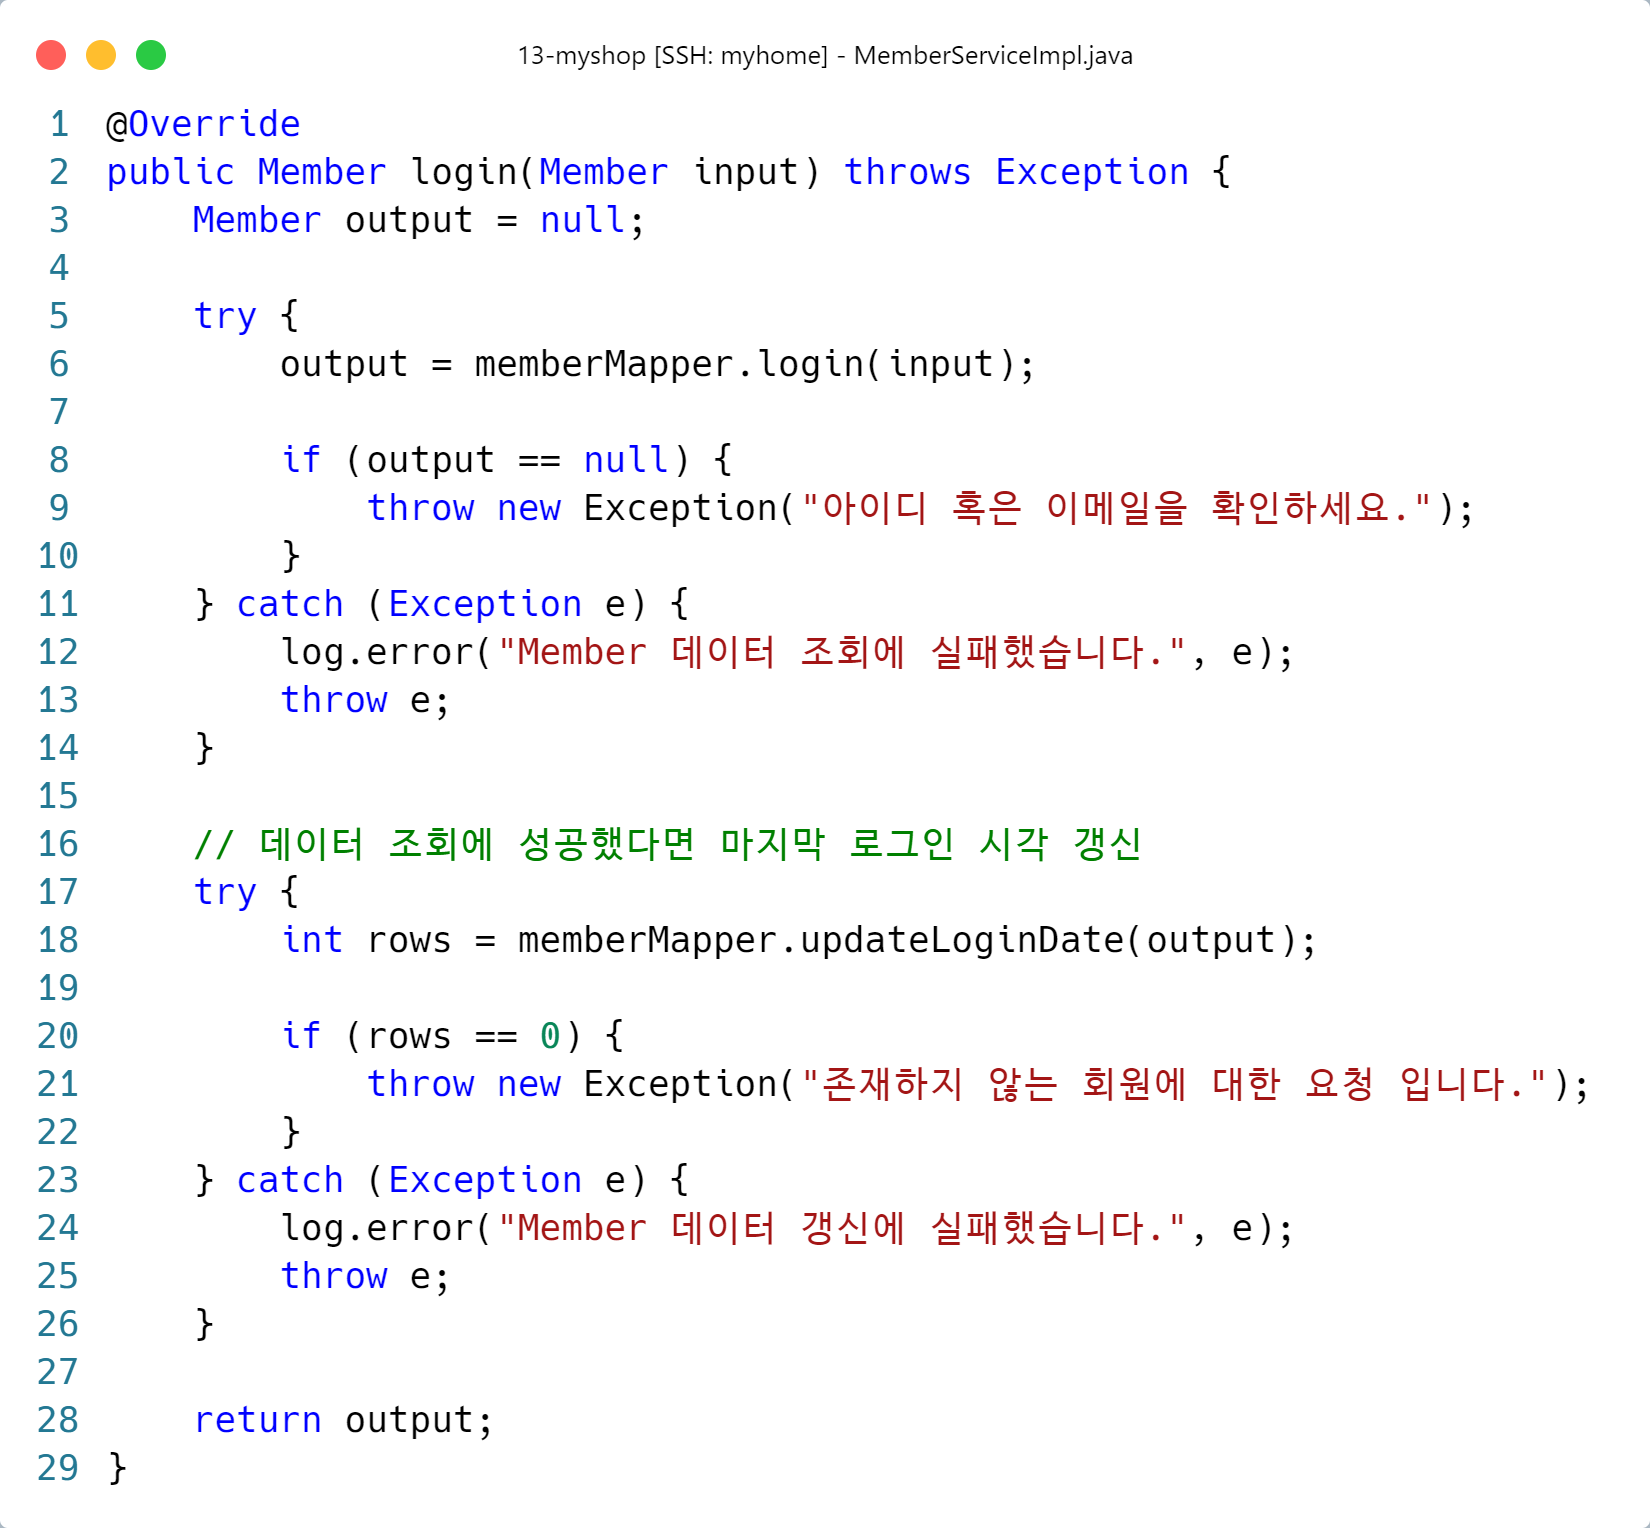 13-myshop [SSH: myhome] - MemberServiceImpl.java
1 @Override
2 public Member login(Member input) throws Exception {
3     Member output = null;
4
5     try {
6         output = memberMapper.login(input);
7
8         if (output == null) {
9             throw new Exception("아이디 혹은 이메일을 확인하세요.");
10         }
11     } catch (Exception e) {
12         log.error("Member 데이터 조회에 실패했습니다.", e);
13         throw e;
14     }
15
16     // 데이터 조회에 성공했다면 마지막 로그인 시각 갱신
17     try {
18         int rows = memberMapper.updateLoginDate(output);
19
20         if (rows == 0) {
21             throw new Exception("존재하지 않는 회원에 대한 요청 입니다.");
22         }
23     } catch (Exception e) {
24         log.error("Member 데이터 갱신에 실패했습니다.", e);
25         throw e;
26     }
27
28     return output;
29 }